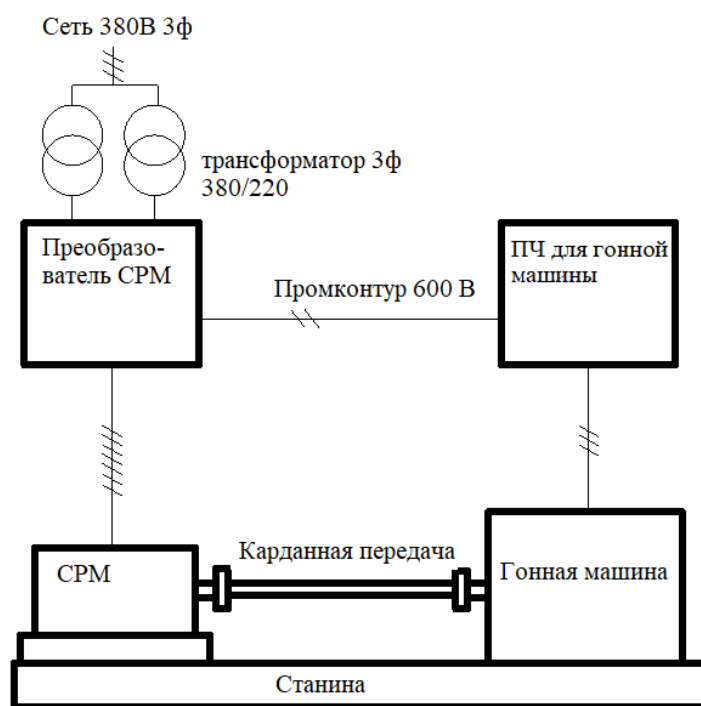 Сеть 380В 3ф
трансформатор 3ф
380/220
Преобразо-
ватель СРМ
ПЧ для гонной
машины
Промконтур 600 В
Карданная передача
СРМ
Гонная машина
Станина